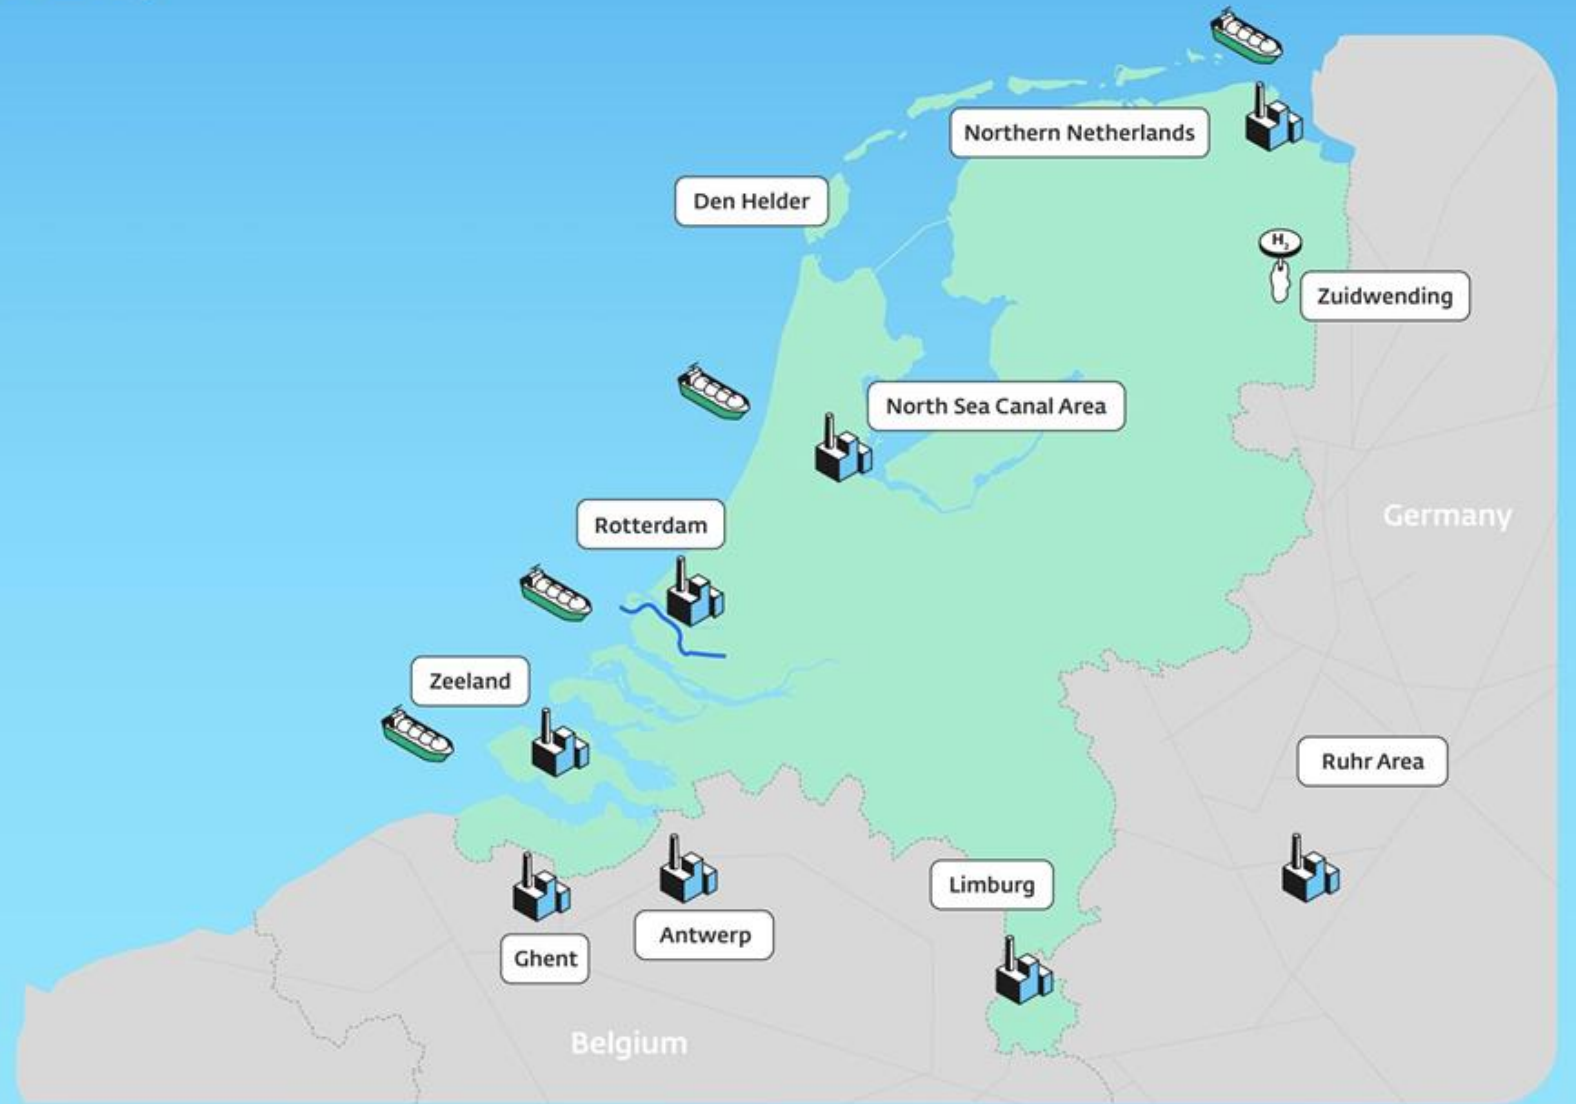 Northern Netherlands
Den Helder
H₂
Zuidwending
North Sea Canal Area
Germany
Rotterdam
Zeeland
Ruhr Area
Limburg
Antwerp
Ghent
Belgium